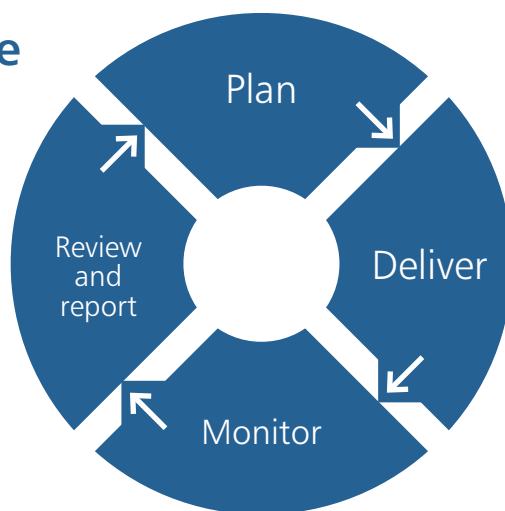 e
Plan
Deliver
Monitor
Review
and
report